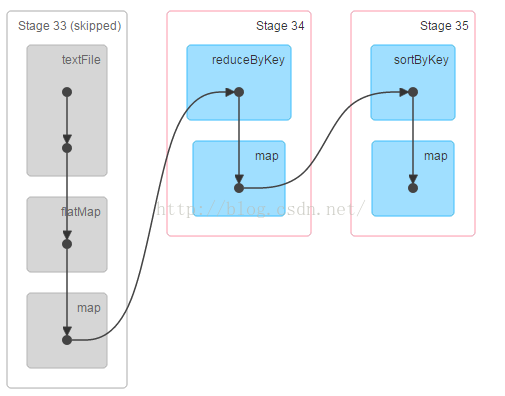 Stage 33 (skipped)
textFile
flatMap
map
Stage 34
reduceByKey
map
Stage 35
sortByKey
map
http://blog.csdn.net/